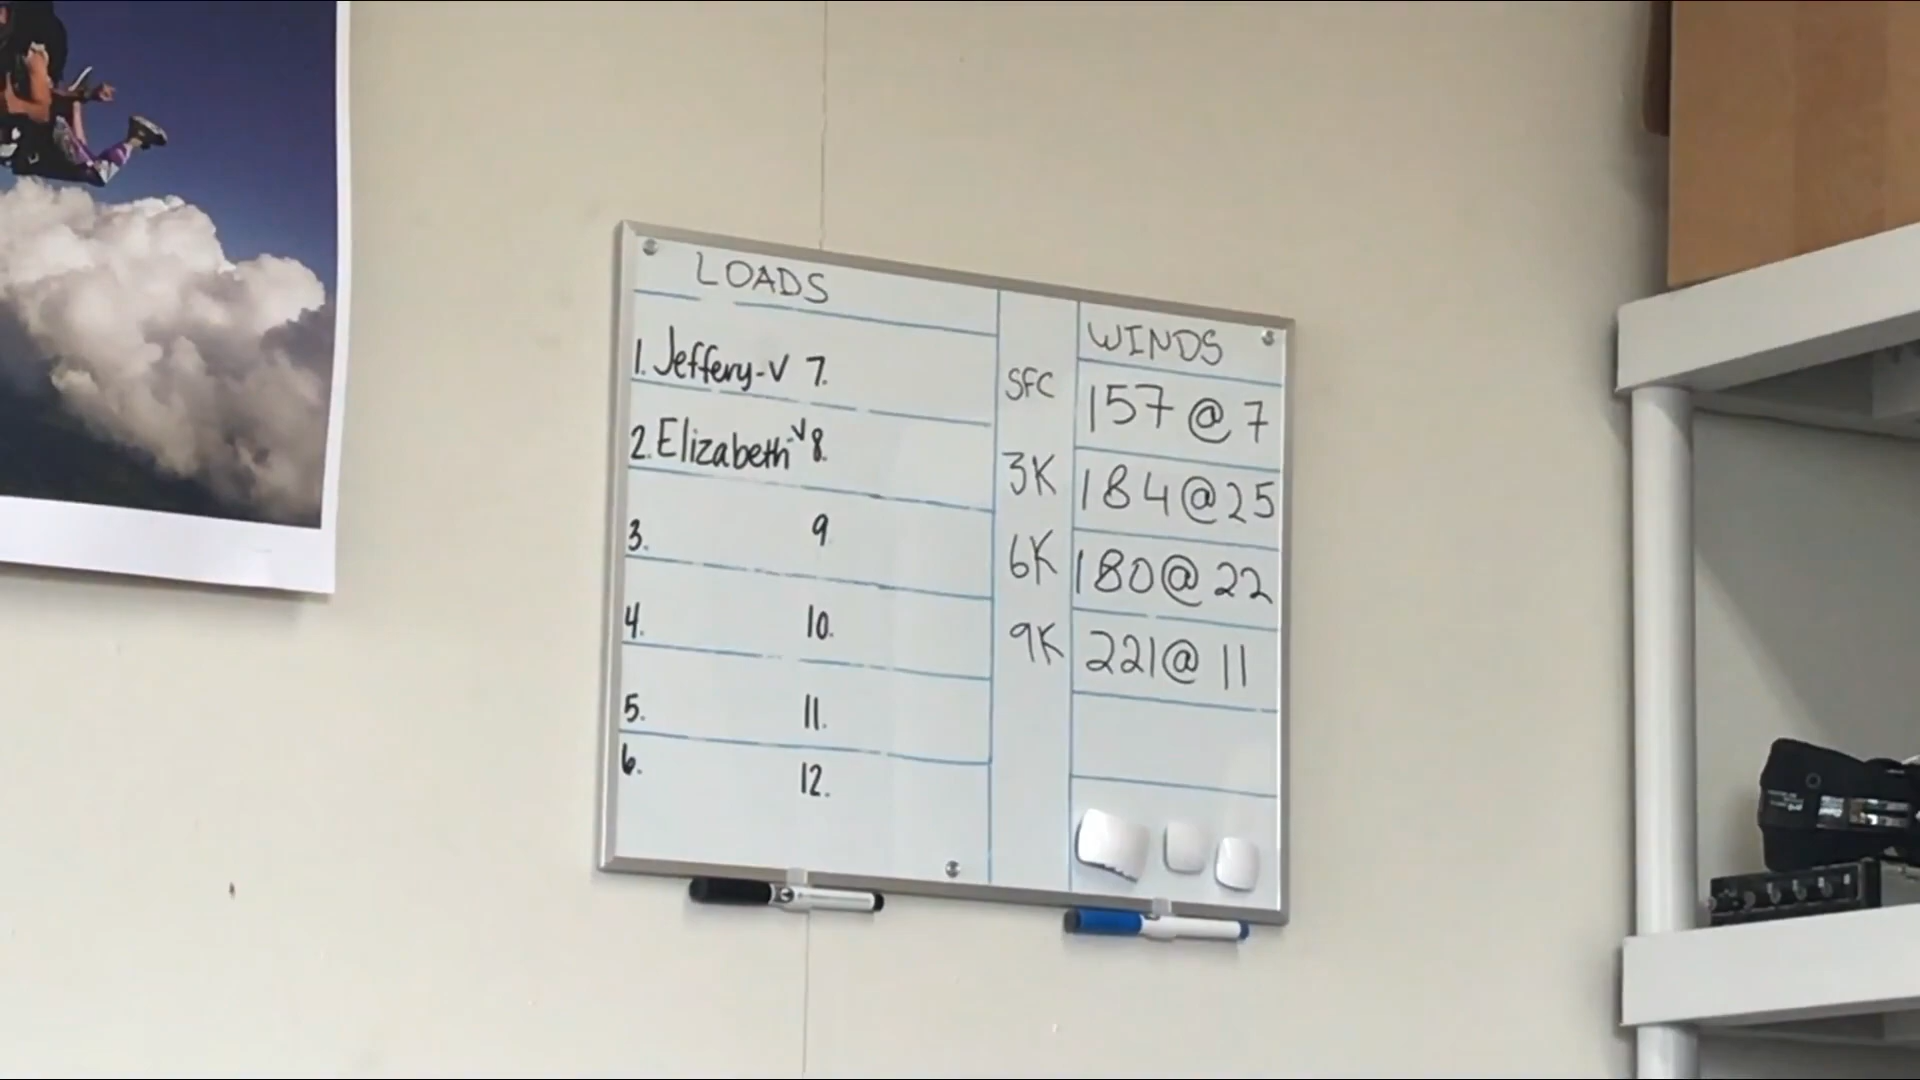 LOADS
1. Jeffery-V 7.
2. Elizabeth-V 8.
3. 9.
4. 10.
5. 11.
6. 12.
WINDS
SFC 157@7
3K 184@25
6K 180@22
9K 221@11